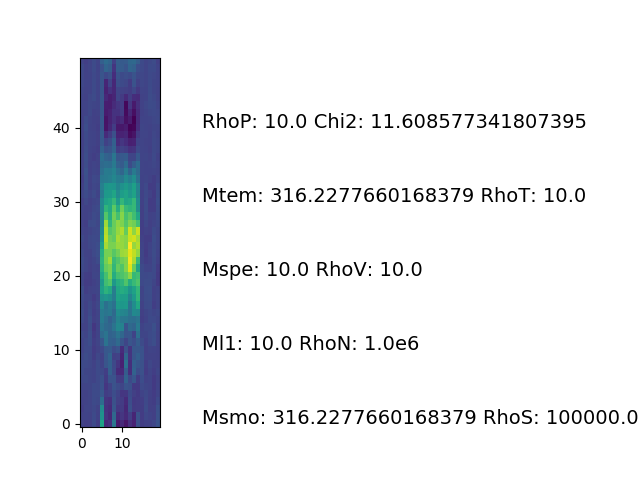 40
30
20
10
0
0 10
RhoP: 10.0 Chi2: 11.608577341807395
Mtem: 316.2277660168379 RhoT: 10.0
Mspe: 10.0 RhoV: 10.0
Ml1: 10.0 RhoN: 1.0e6
Msmo: 316.2277660168379 RhoS: 100000.0